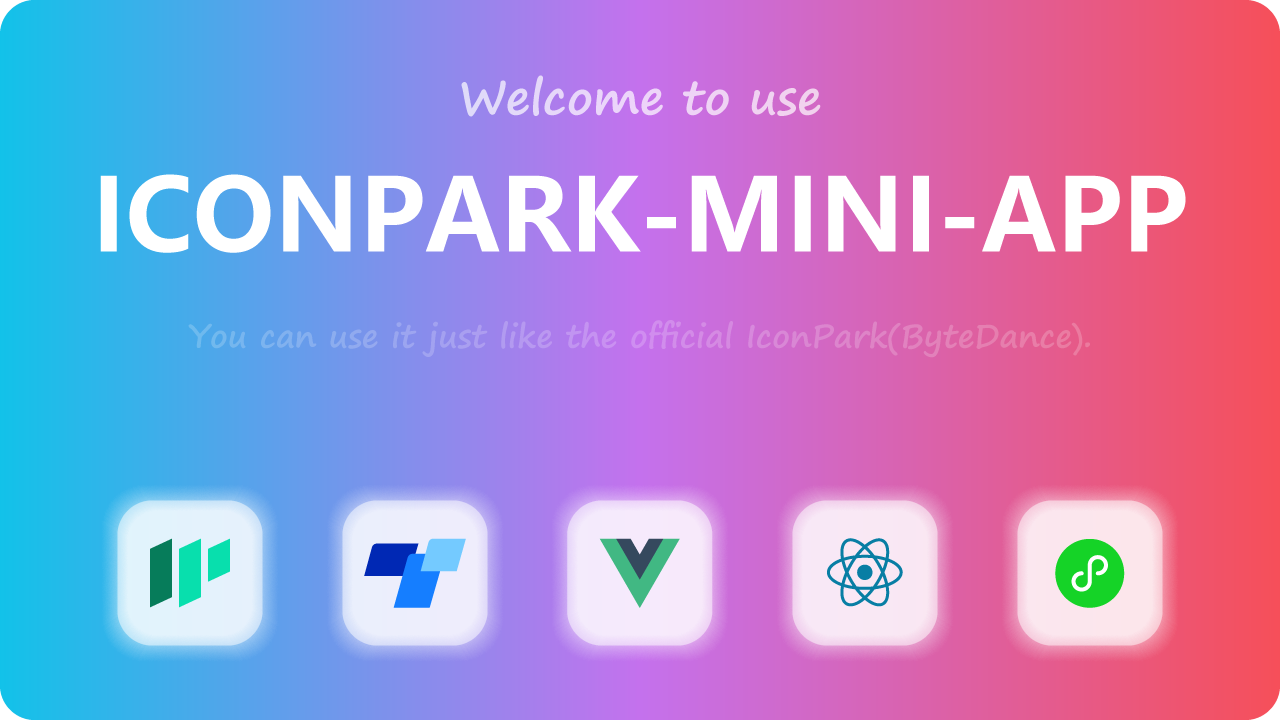 Welcome to use
ICONPARK-MINI-APP
You can use it just like the official IconPark(ByteDance).